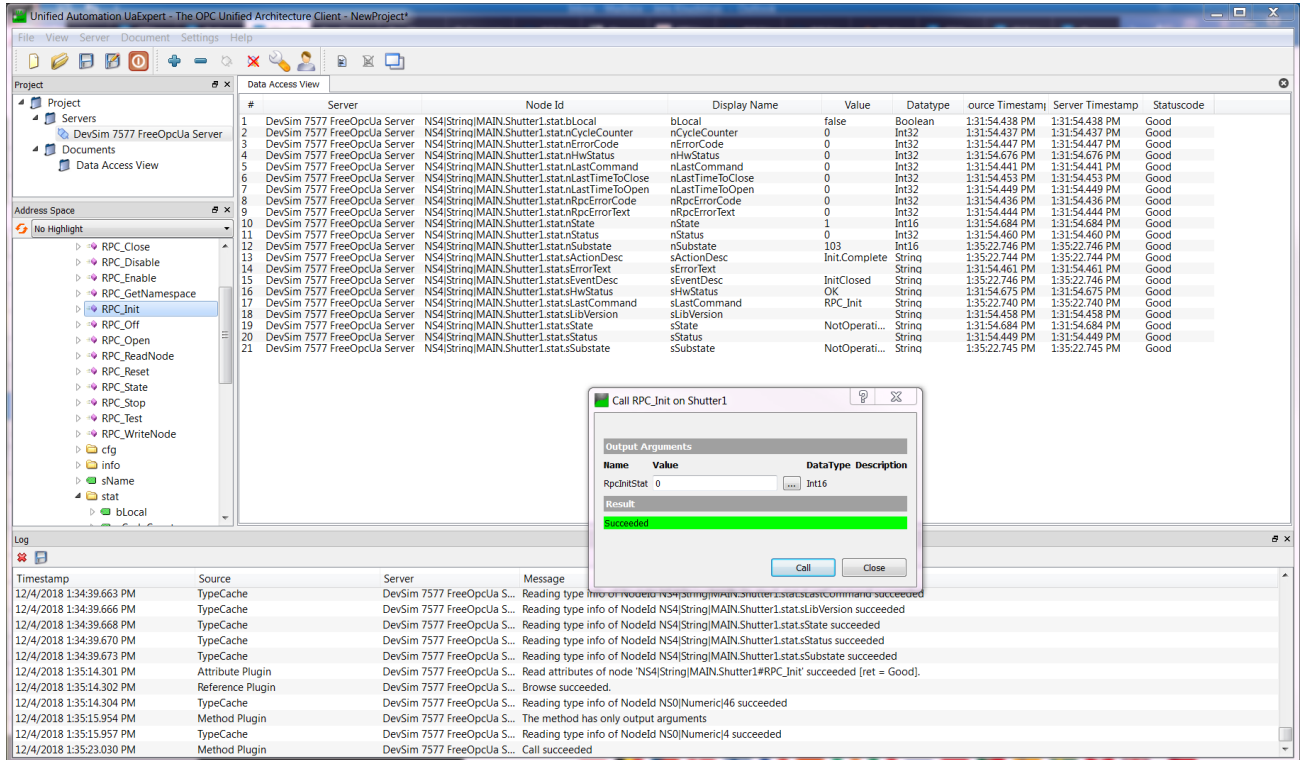 Unified Automation UaExpert - The OPC Unified Architecture Client - NewProject*
File View Server Document Settings Help
Project
Project
Servers
DevSim 7577 FreeOpcUa Server
Documents
Data Access View
Address Space
No Highlight
RPC_Close
RPC_Disable
RPC_Enable
RPC_GetNamespace
RPC_Init
RPC_Off
RPC_Open
RPC_ReadNode
RPC_Reset
RPC_State
RPC_Stop
RPC_Test
RPC_WriteNode
cfg
info
sName
stat
bLocal
Data Access View
# Server Node Id Display Name Value Datatype ource Timestamp Server Timestamp Statuscode
1 DevSim 7577 FreeOpcUa Server NS4|String|MAIN.Shutter1.stat.bLocal bLocal false Boolean 1:31:54.438 PM 1:31:54.438 PM Good
2 DevSim 7577 FreeOpcUa Server NS4|String|MAIN.Shutter1.stat.nCycleCounter nCycleCounter 0 Int32 1:31:54.437 PM 1:31:54.437 PM Good
3 DevSim 7577 FreeOpcUa Server NS4|String|MAIN.Shutter1.stat.nErrorCode nErrorCode 0 Int32 1:31:54.447 PM 1:31:54.447 PM Good
4 DevSim 7577 FreeOpcUa Server NS4|String|MAIN.Shutter1.stat.nHwStatus nHwStatus 0 Int32 1:31:54.676 PM 1:31:54.676 PM Good
5 DevSim 7577 FreeOpcUa Server NS4|String|MAIN.Shutter1.stat.nLastCommand nLastCommand 0 Int32 1:31:54.441 PM 1:31:54.441 PM Good
6 DevSim 7577 FreeOpcUa Server NS4|String|MAIN.Shutter1.stat.nLastTimeToClose nLastTimeToClose 0 Int32 1:31:54.453 PM 1:31:54.453 PM Good
7 DevSim 7577 FreeOpcUa Server NS4|String|MAIN.Shutter1.stat.nLastTimeToOpen nLastTimeToOpen 0 Int32 1:31:54.449 PM 1:31:54.449 PM Good
8 DevSim 7577 FreeOpcUa Server NS4|String|MAIN.Shutter1.stat.nRpcErrorCode nRpcErrorCode 0 Int32 1:31:54.436 PM 1:31:54.436 PM Good
9 DevSim 7577 FreeOpcUa Server NS4|String|MAIN.Shutter1.stat.nRpcErrorText nRpcErrorText 0 Int32 1:31:54.444 PM 1:31:54.444 PM Good
10 DevSim 7577 FreeOpcUa Server NS4|String|MAIN.Shutter1.stat.nState nState 1 Int16 1:31:54.684 PM 1:31:54.684 PM Good
11 DevSim 7577 FreeOpcUa Server NS4|String|MAIN.Shutter1.stat.nStatus nStatus 0 Int32 1:31:54.460 PM 1:31:54.460 PM Good
12 DevSim 7577 FreeOpcUa Server NS4|String|MAIN.Shutter1.stat.nSubstate nSubstate 103 Int16 1:35:22.746 PM 1:35:22.746 PM Good
13 DevSim 7577 FreeOpcUa Server NS4|String|MAIN.Shutter1.stat.sActionDesc sActionDesc Init.Complete String 1:35:22.744 PM 1:35:22.744 PM Good
14 DevSim 7577 FreeOpcUa Server NS4|String|MAIN.Shutter1.stat.sErrorText sErrorText String 1:31:54.461 PM 1:31:54.461 PM Good
15 DevSim 7577 FreeOpcUa Server NS4|String|MAIN.Shutter1.stat.sEventDesc sEventDesc InitClosed String 1:35:22.746 PM 1:35:22.746 PM Good
16 DevSim 7577 FreeOpcUa Server NS4|String|MAIN.Shutter1.stat.sHwStatus sHwStatus OK String 1:31:54.675 PM 1:31:54.675 PM Good
17 DevSim 7577 FreeOpcUa Server NS4|String|MAIN.Shutter1.stat.sLastCommand sLastCommand RPC_Init String 1:35:22.740 PM 1:35:22.740 PM Good
18 DevSim 7577 FreeOpcUa Server NS4|String|MAIN.Shutter1.stat.sLibVersion sLibVersion String 1:31:54.458 PM 1:31:54.458 PM Good
19 DevSim 7577 FreeOpcUa Server NS4|String|MAIN.Shutter1.stat.sState sState NotOperati... String 1:31:54.684 PM 1:31:54.684 PM Good
20 DevSim 7577 FreeOpcUa Server NS4|String|MAIN.Shutter1.stat.sStatus sStatus String 1:31:54.449 PM 1:31:54.449 PM Good
21 DevSim 7577 FreeOpcUa Server NS4|String|MAIN.Shutter1.stat.sSubstate sSubstate NotOperati... String 1:35:22.745 PM 1:35:22.745 PM Good
Call RPC_Init on Shutter1
Output Arguments
Name Value DataType Description
RpcInitStat 0 ... Int16
Result
Succeeded
Call Close
Log
Timestamp Source Server Message
12/4/2018 1:34:39.663 PM TypeCache DevSim 7577 FreeOpcUa S... Reading type info of NodeId NS4|String|MAIN.Shutter1.stat.sLastCommand succeeded
12/4/2018 1:34:39.666 PM TypeCache DevSim 7577 FreeOpcUa S... Reading type info of NodeId NS4|String|MAIN.Shutter1.stat.sLibVersion succeeded
12/4/2018 1:34:39.668 PM TypeCache DevSim 7577 FreeOpcUa S... Reading type info of NodeId NS4|String|MAIN.Shutter1.stat.sState succeeded
12/4/2018 1:34:39.670 PM TypeCache DevSim 7577 FreeOpcUa S... Reading type info of NodeId NS4|String|MAIN.Shutter1.stat.sStatus succeeded
12/4/2018 1:34:39.673 PM TypeCache DevSim 7577 FreeOpcUa S... Reading type info of NodeId NS4|String|MAIN.Shutter1.stat.sSubstate succeeded
12/4/2018 1:35:14.301 PM Attribute Plugin DevSim 7577 FreeOpcUa S... Read attributes of node 'NS4|String|MAIN.Shutter1#RPC_Init' succeeded [ret = Good].
12/4/2018 1:35:14.302 PM Reference Plugin DevSim 7577 FreeOpcUa S... Browse succeeded.
12/4/2018 1:35:14.304 PM TypeCache DevSim 7577 FreeOpcUa S... Reading type info of NodeId NS0|Numeric|46 succeeded
12/4/2018 1:35:15.954 PM Method Plugin DevSim 7577 FreeOpcUa S... The method has only output arguments
12/4/2018 1:35:15.957 PM TypeCache DevSim 7577 FreeOpcUa S... Reading type info of NodeId NS0|Numeric|4 succeeded
12/4/2018 1:35:23.030 PM Method Plugin DevSim 7577 FreeOpcUa S... Call succeeded